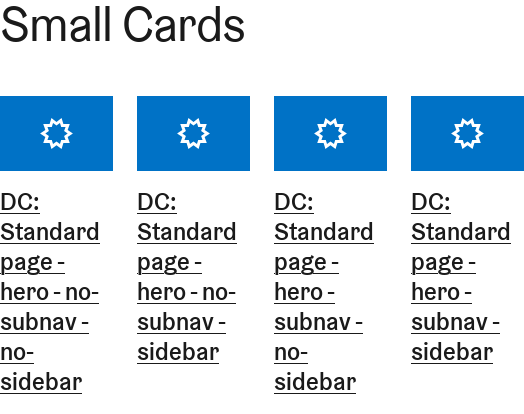 Small Cards
DC:
Standard
page -
hero - no-
subnav -
no-
sidebar
DC:
Standard
page -
hero - no-
subnav -
sidebar
DC:
Standard
page -
hero -
subnav -
no-
sidebar
DC:
Standard
page -
hero -
subnav -
sidebar